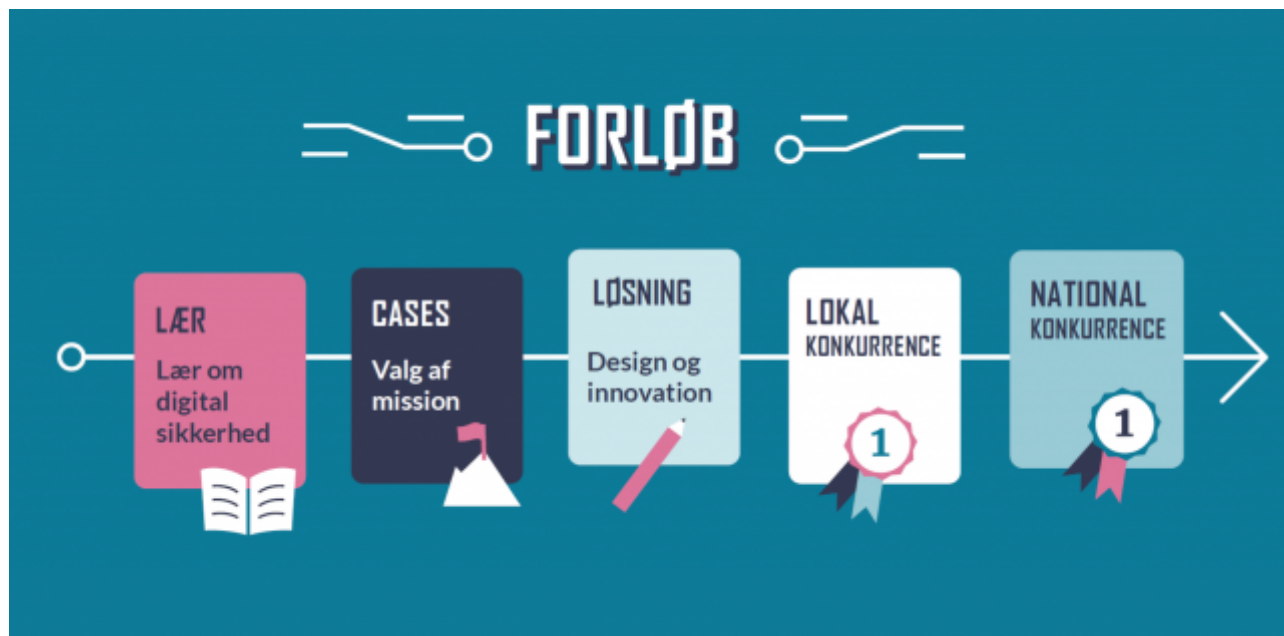 FORLØB
LÆR
Lær om
digital
sikkerhed
CASES
Valg af
mission
LØSNING
Design og
innovation
LOKAL
KONKURRENCE
1
NATIONAL
KONKURRENCE
1